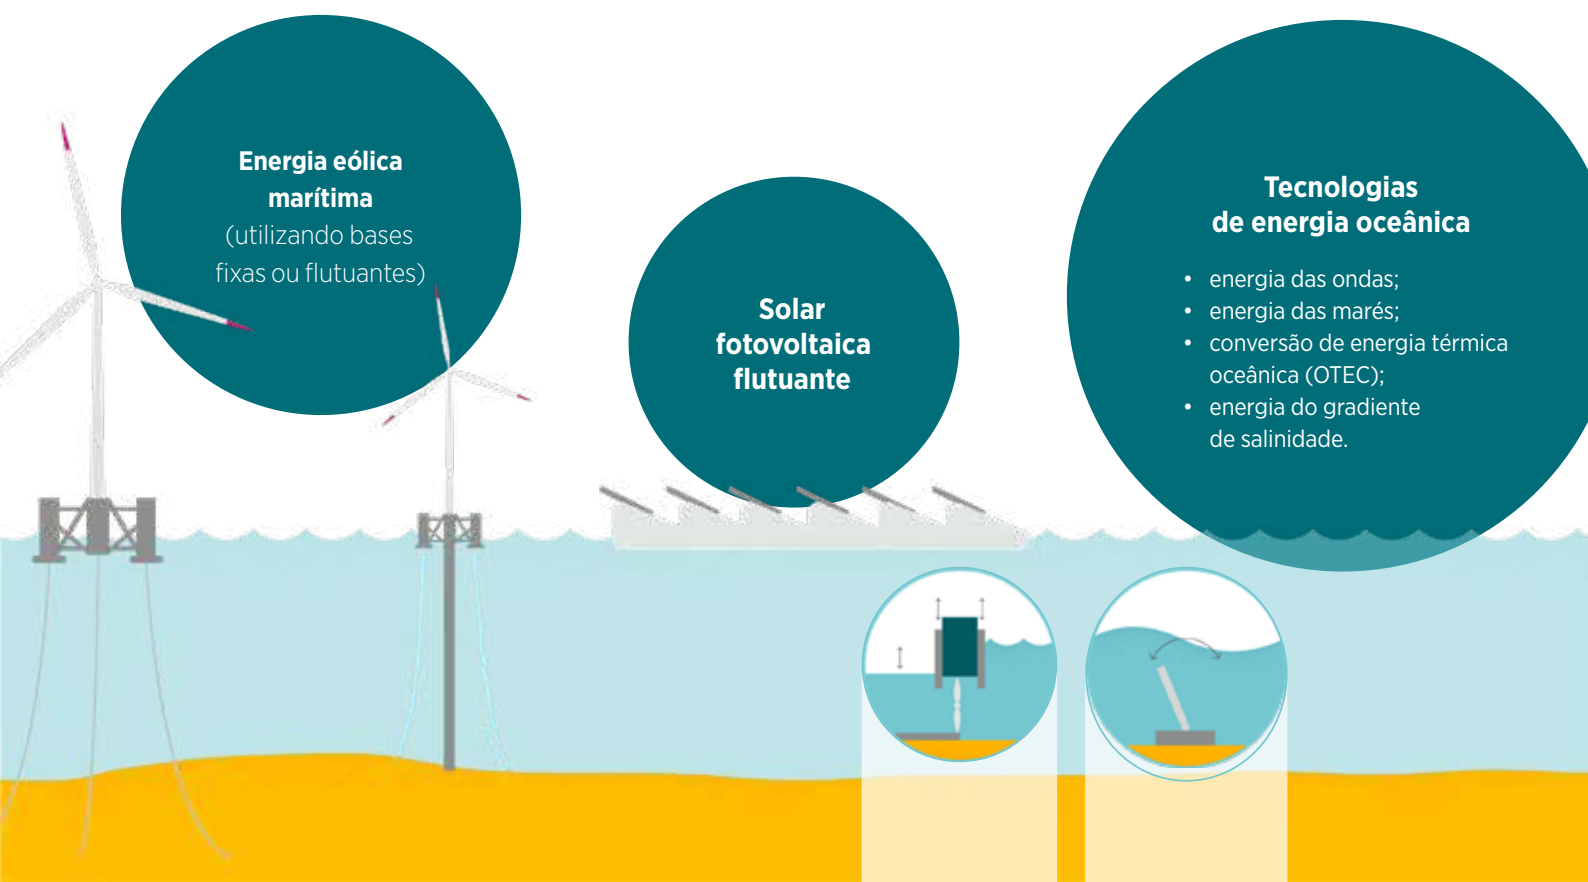 Energia eólica
marítima
(utilizando bases
fixas ou flutuantes)
Solar
fotovoltaica
flutuante
Tecnologias
de energia oceânica
• energia das ondas;
• energia das marés;
• conversão de energia térmica
oceânica (OTEC);
• energia do gradiente
de salinidade.